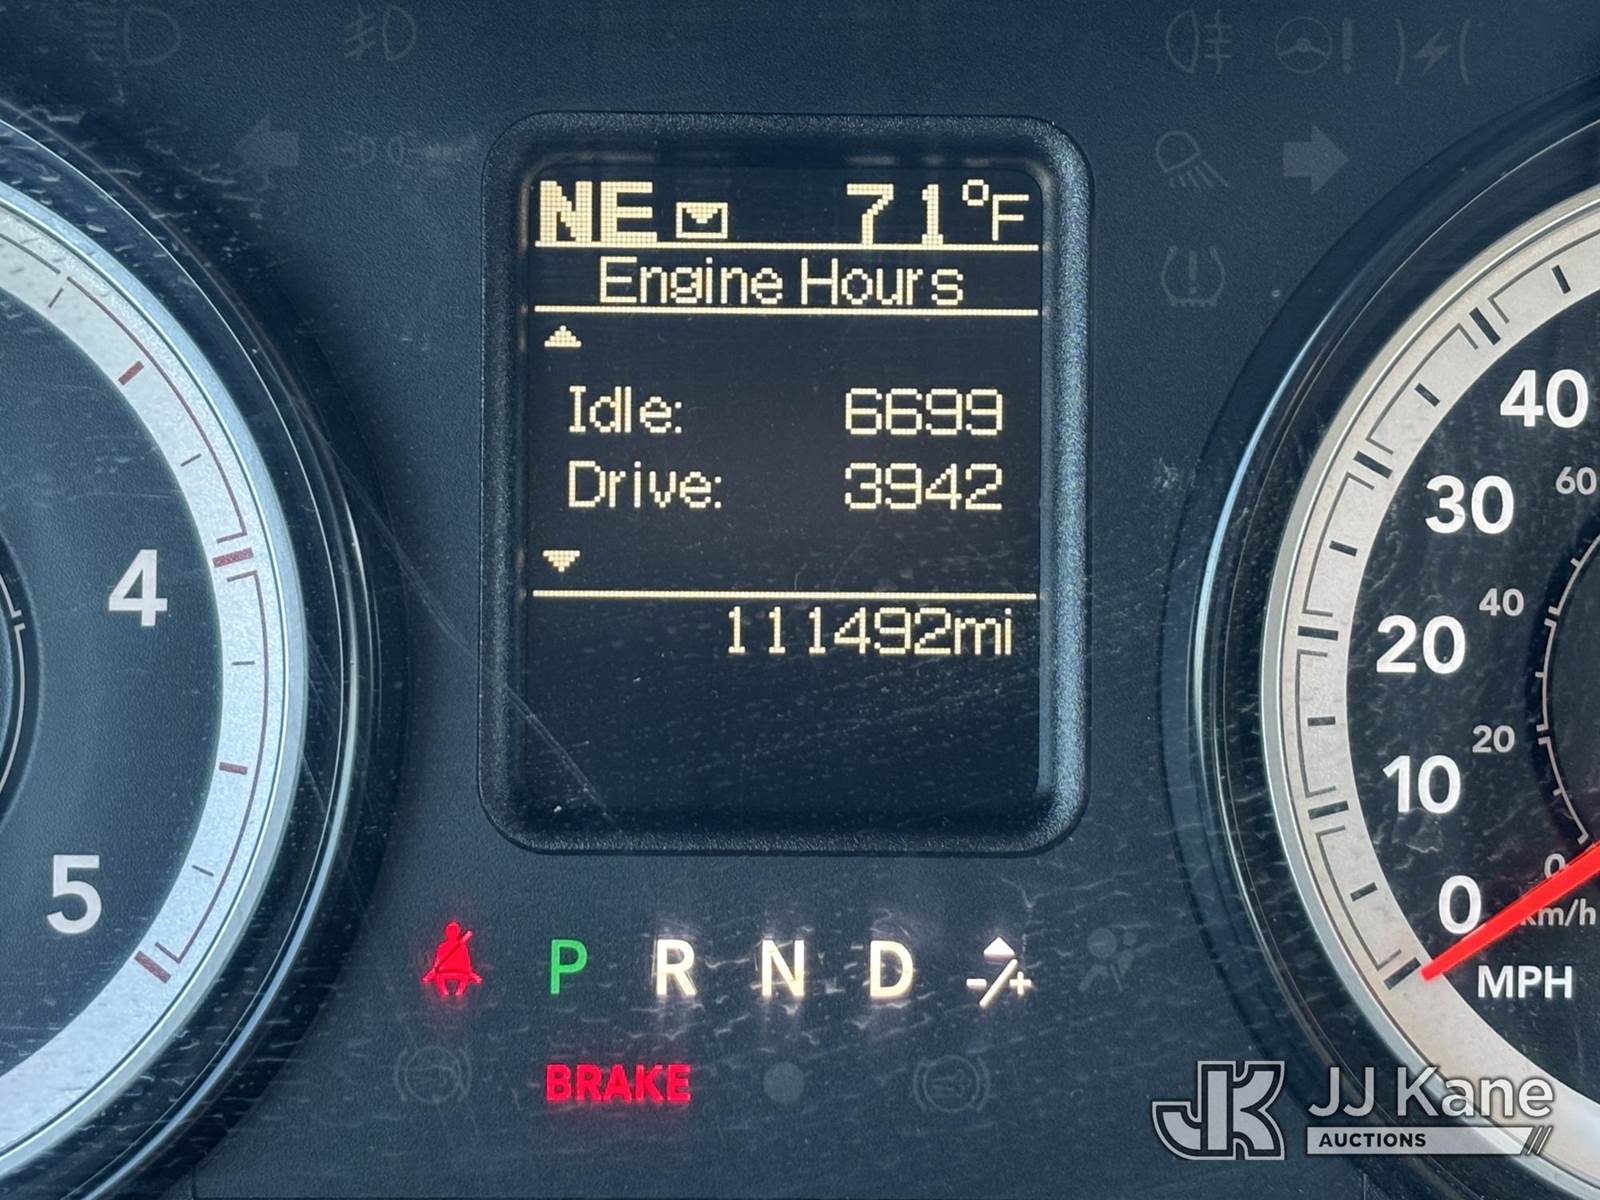 NE 71°F
Engine Hours
Idle: 6699
Drive: 3942
111492mi
4
5
40
30
20
10
0
MPH
60
40
20
0
km/h
P R N D -/+
BRAKE
JK JJ Kane
AUCTIONS